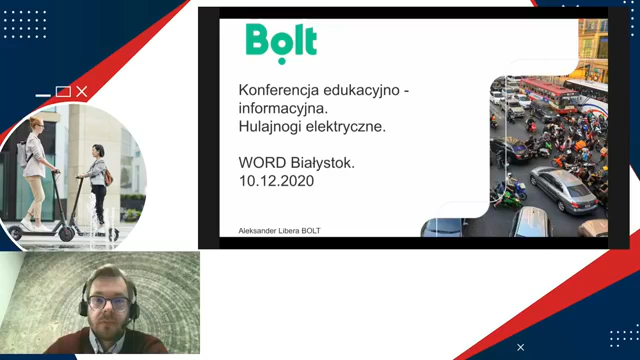 Bolt
Konferencja edukacyjno -
informacyjna.
Hulajnogi elektryczne.
WORD Białystok.
10.12.2020
Aleksander Libera BOLT